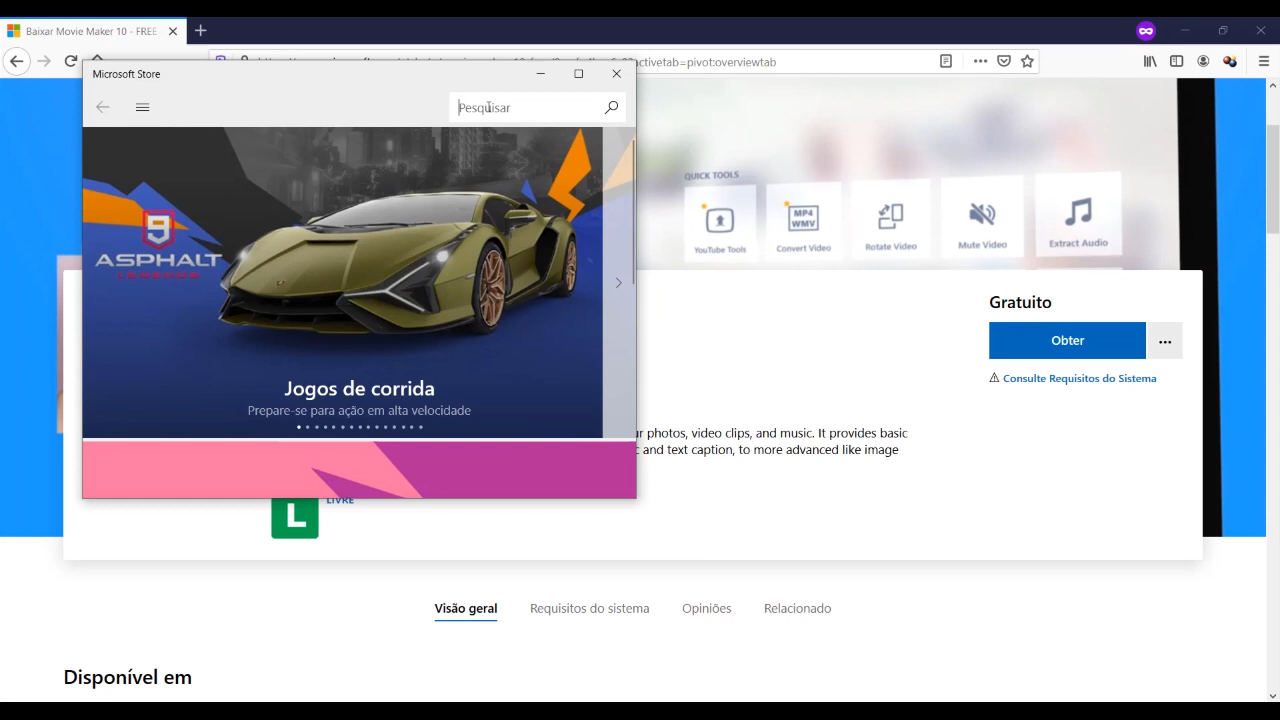 Baixar Movie Maker 10 - FREE
activetab=pivot:overviewtab
Microsoft Store
Pesquisar
9
ASPHALT
LEGENDS
Jogos de corrida
Prepare-se para ação em alta velocidade
QUICK TOOLS
MP4
WMV
YouTube Tools
Convert Video
Rotate Video
Mute Video
Extract Audio
Gratuito
Obter
Consulte Requisitos do Sistema
r photos, video clips, and music. It provides basic
c and text caption, to more advanced like image
L
LIVRE
Visão geral
Requisitos do sistema
Opiniões
Relacionado
Disponível em